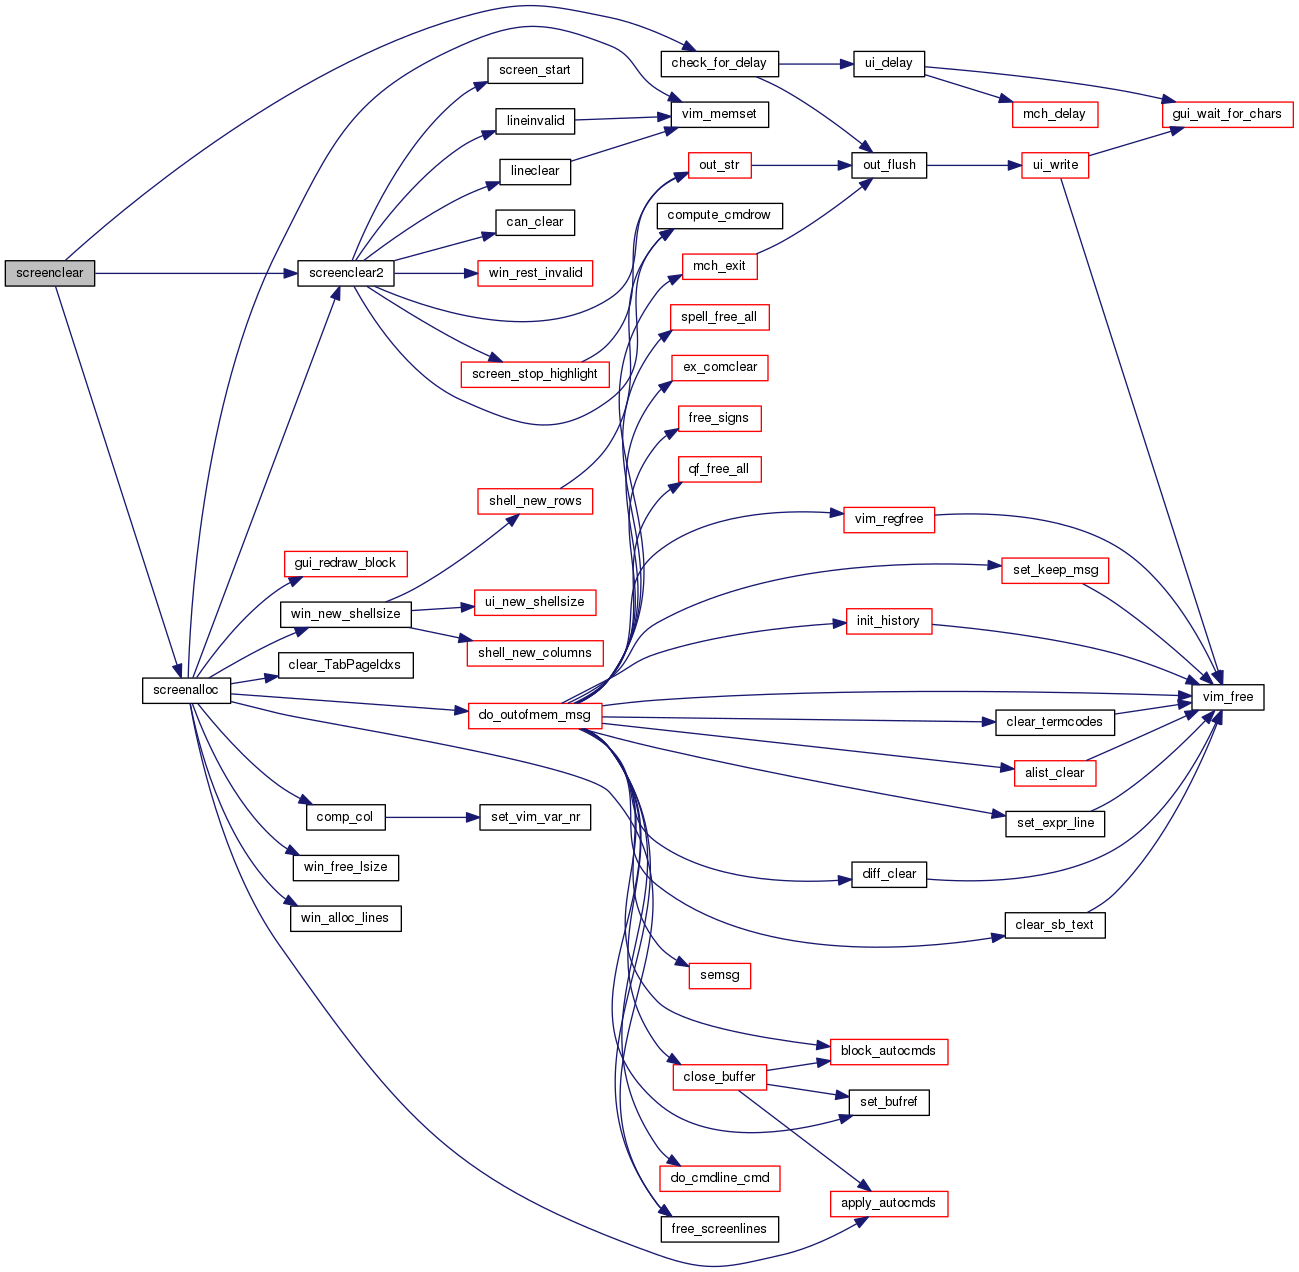 screenclear
check_for_delay
ui_delay
screen_start
vim_memset
mch_delay
gui_wait_for_chars
lineinvalid
out_str
out_flush
ui_write
lineclear
compute_cmdrow
can_clear
screenclear2
win_rest_invalid
mch_exit
spell_free_all
screen_stop_highlight
ex_comclear
free_signs
qf_free_all
shell_new_rows
vim_regfree
gui_redraw_block
set_keep_msg
win_new_shellsize
ui_new_shellsize
init_history
shell_new_columns
clear_TabPageIdxs
screenalloc
vim_free
do_outofmem_msg
clear_termcodes
alist_clear
comp_col
set_vim_var_nr
set_expr_line
win_free_lsize
diff_clear
win_alloc_lines
clear_sb_text
semsg
block_autocmds
close_buffer
set_bufref
do_cmdline_cmd
apply_autocmds
free_screenlines